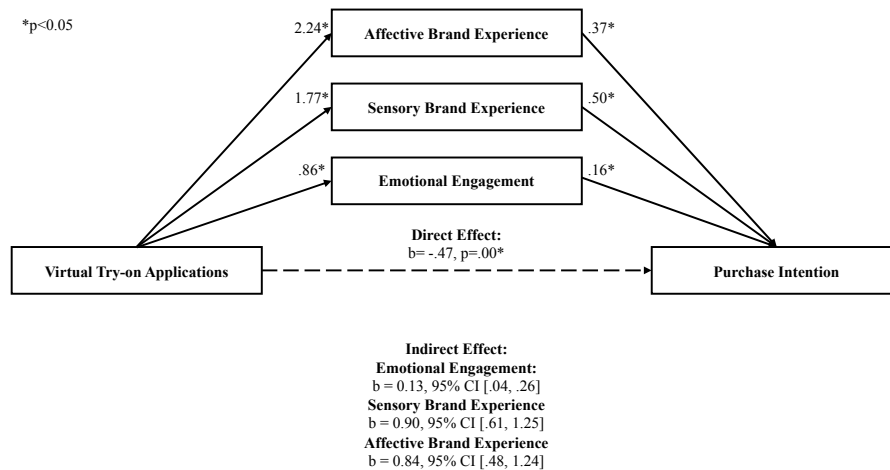 *p<0.05
2.24*
Affective Brand Experience
.37*
1.77*
Sensory Brand Experience
.50*
.86*
Emotional Engagement
.16*
Direct Effect:
b= -.47, p=.00*
Virtual Try-on Applications
Purchase Intention
Indirect Effect:
Emotional Engagement:
b = 0.13, 95% CI [.04, .26]
Sensory Brand Experience
b = 0.90, 95% CI [.61, 1.25]
Affective Brand Experience
b = 0.84, 95% CI [.48, 1.24]